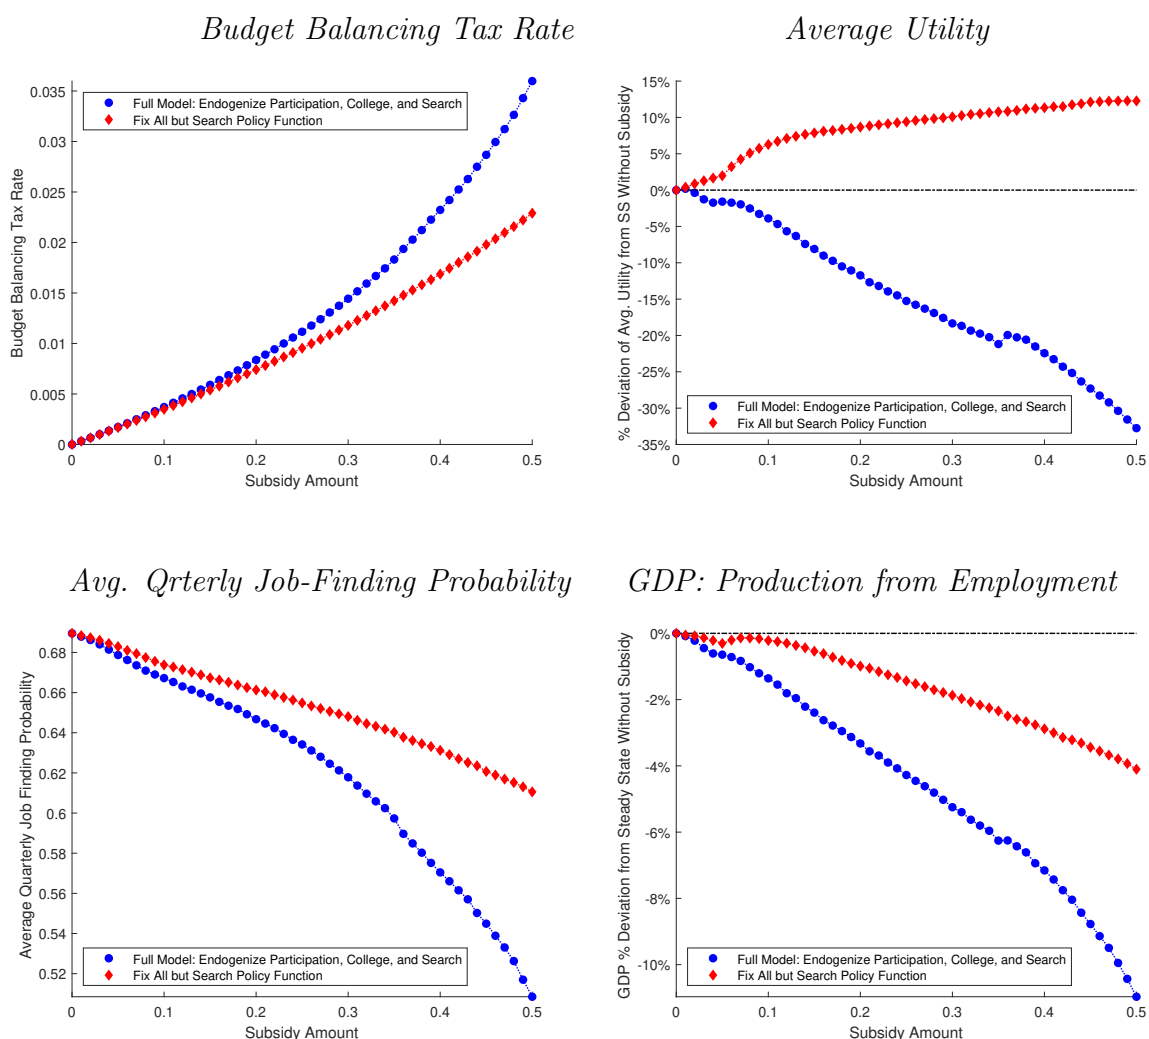 Budget Balancing Tax Rate
Budget Balancing Tax Rate
0.035
0.03
0.025
0.02
0.015
0.01
0.005
0
Full Model: Endogenize Participation, College, and Search
Fix All but Search Policy Function
0 0.1 0.2 0.3 0.4 0.5
Subsidy Amount
Average Utility
% Deviation of Avg. Utility from SS Without Subsidy
15%
10%
5%
0%
-5%
-10%
-15%
-20%
-25%
-30%
-35%
Full Model: Endogenize Participation, College, and Search
Fix All but Search Policy Function
0 0.1 0.2 0.3 0.4 0.5
Subsidy Amount
Avg. Qrterly Job-Finding Probability
Average Quarterly Job Finding Probability
0.68
0.66
0.64
0.62
0.6
0.58
0.56
0.54
0.52
Full Model: Endogenize Participation, College, and Search
Fix All but Search Policy Function
0 0.1 0.2 0.3 0.4 0.5
Subsidy Amount
GDP: Production from Employment
GDP % Deviation from Steady State Without Subsidy
0%
-2%
-4%
-6%
-8%
-10%
Full Model: Endogenize Participation, College, and Search
Fix All but Search Policy Function
0 0.1 0.2 0.3 0.4 0.5
Subsidy Amount